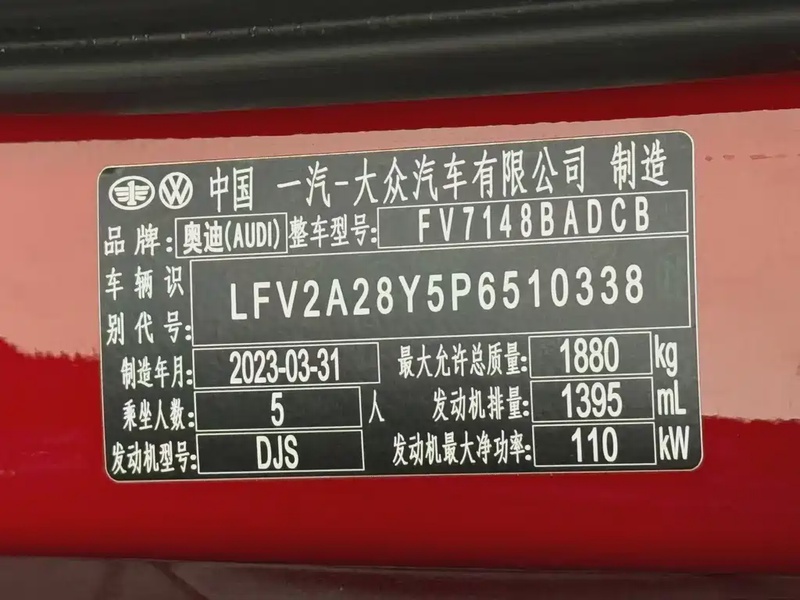 中国 一汽-大众汽车有限公司 制造
品牌: 奥迪(AUDI) 整车型号: FV7148BADCB
车辆识别代号: LFV2A28Y5P6510338
制造年月: 2023-03-31 最大允许总质量: 1880 kg
乘坐人数: 5 人 发动机排量: 1395 mL
发动机型号: DJS 发动机最大净功率: 110 kW